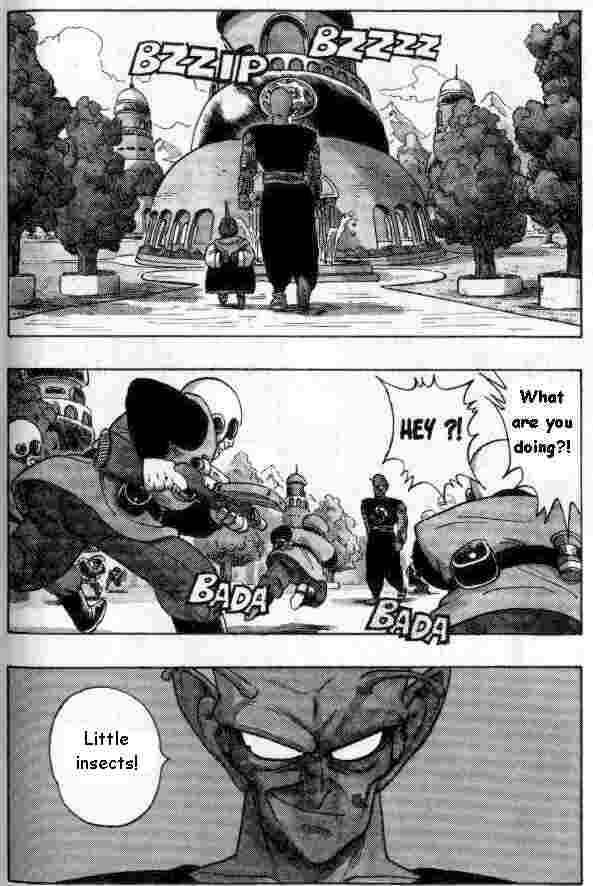 BZZIP
BZZZZ
HEY ?!
What
are you
doing?!
BADA
BADA
Little
insects!